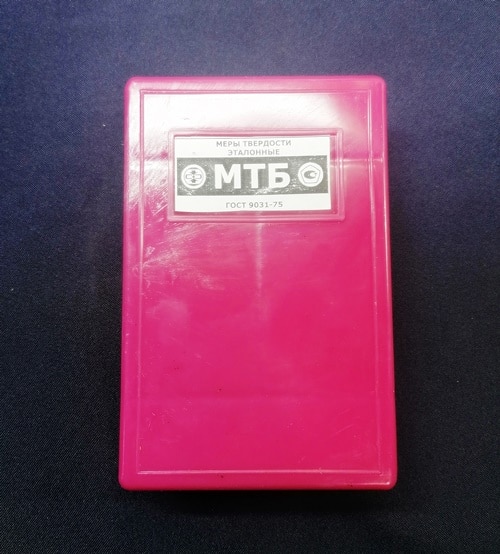 МЕРЫ ТВЕРДОСТИ
ЭТАЛОННЫЕ
МТБ
ГОСТ 9031-75